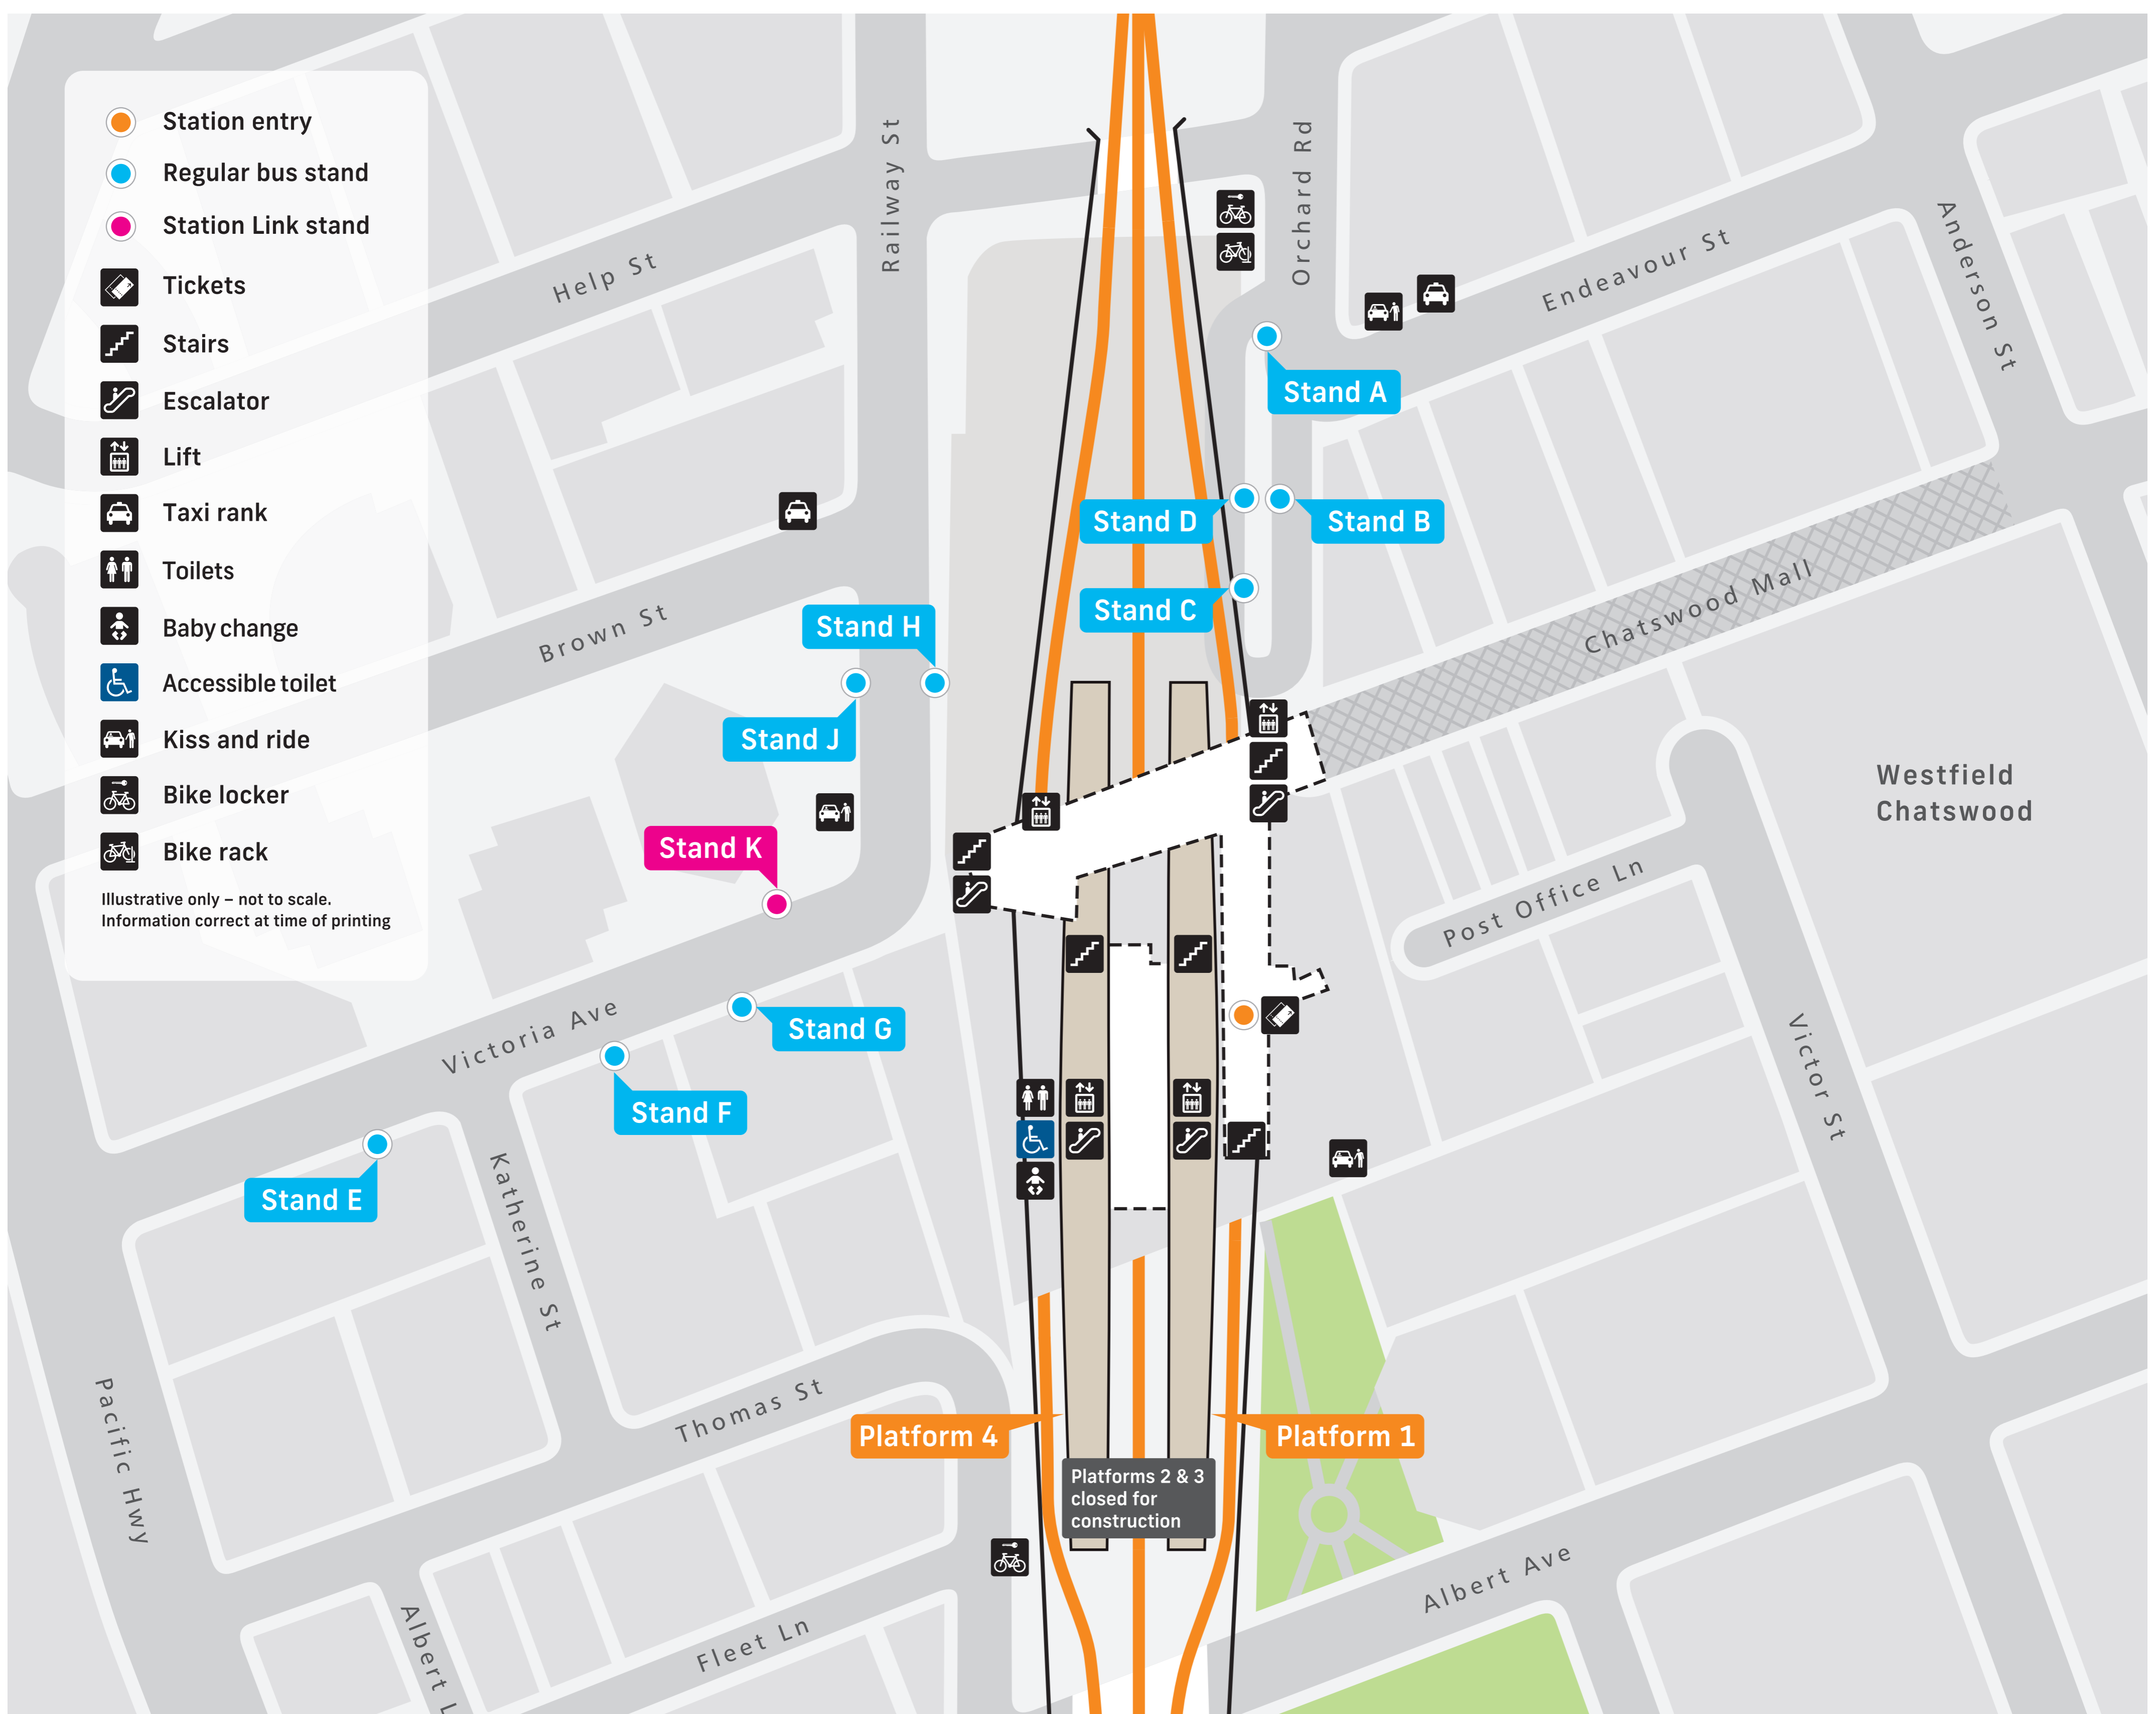 Station entry
Regular bus stand
Station Link stand
Tickets
Stairs
Escalator
Lift
Taxi rank
Toilets
Baby change
Accessible toilet
Kiss and ride
Bike locker
Bike rack
Illustrative only – not to scale.
Information correct at time of printing
Help St
Railway St
Orchard Rd
Endeavour St
Anderson St
Stand A
Stand D
Stand B
Stand C
Chatswood Mall
Brown St
Stand H
Stand J
Stand K
Westfield
Chatswood
Post Office Ln
Victoria Ave
Stand G
Stand F
Stand E
Victor St
Katherine St
Pacific Hwy
Thomas St
Platform 4
Platform 1
Platforms 2 & 3
closed for
construction
Albert Ave
Fleet Ln
Albert L